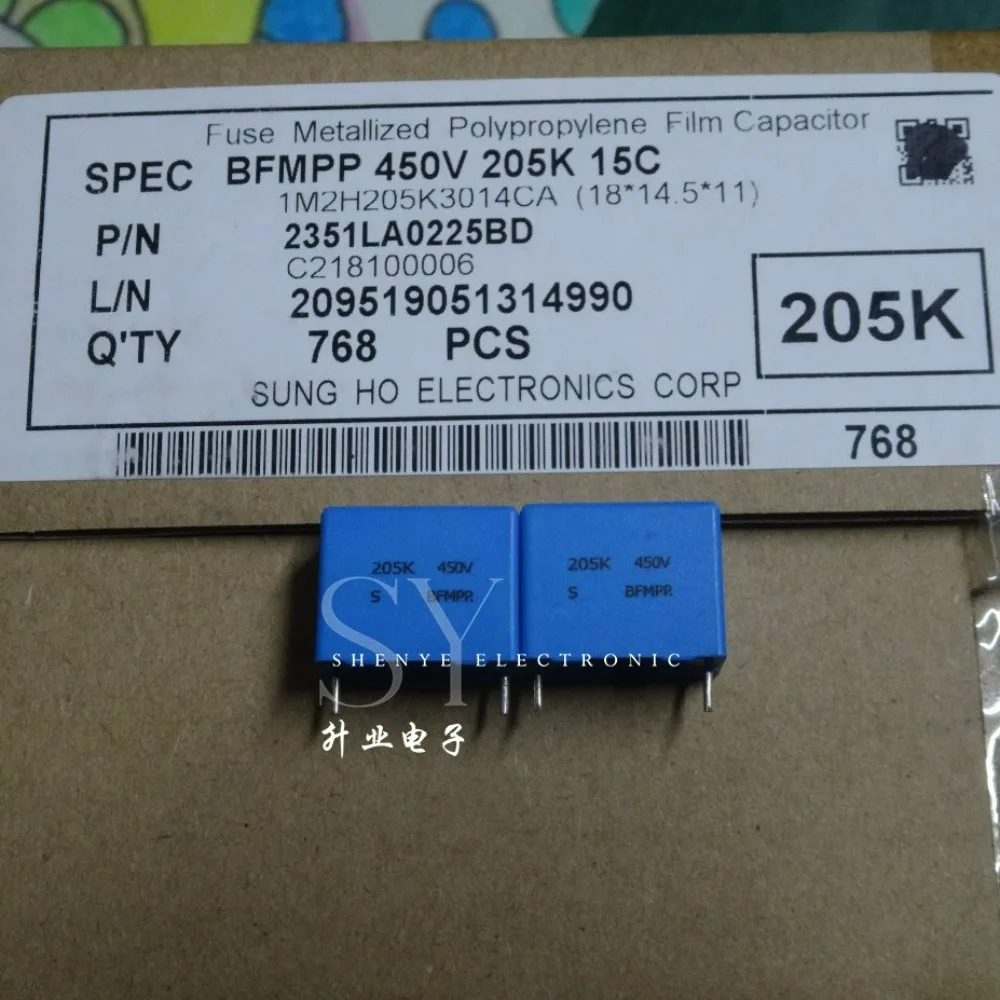 Fuse Metallized Polypropylene Film Capacitor
SPEC BFMPP 450V 205K 15C
1M2H205K3014CA (18*14.5*11)
P/N 2351LA0225BD
C218100006
L/N 209519051314990
205K
Q'TY 768 PCS
SUNG HO ELECTRONICS CORP
768
205K 450V
S BFMPP.
205K 450V
S BFMPP.
SY
SHENYE ELECTRONIC
升业电子